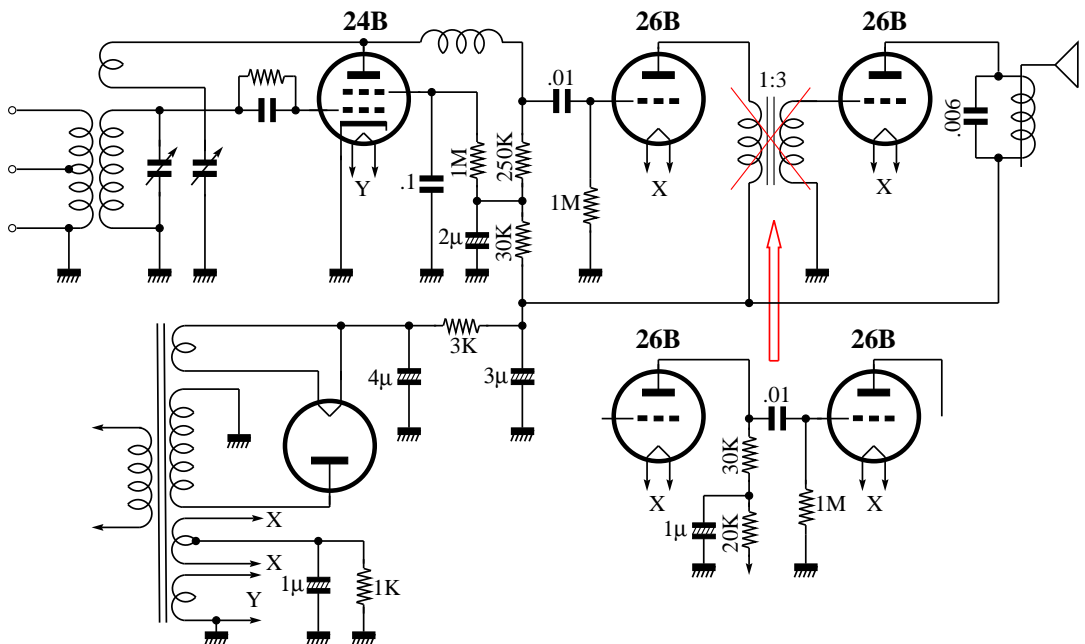 24B
26B
26B
1:3
.01
.006
1M
250K
Y
.1
X
X
1M
2μ
30K
3K
4μ
3μ
26B
26B
.01
30K
X
X
1M
1μ
20K
X
X
1μ
1K
Y